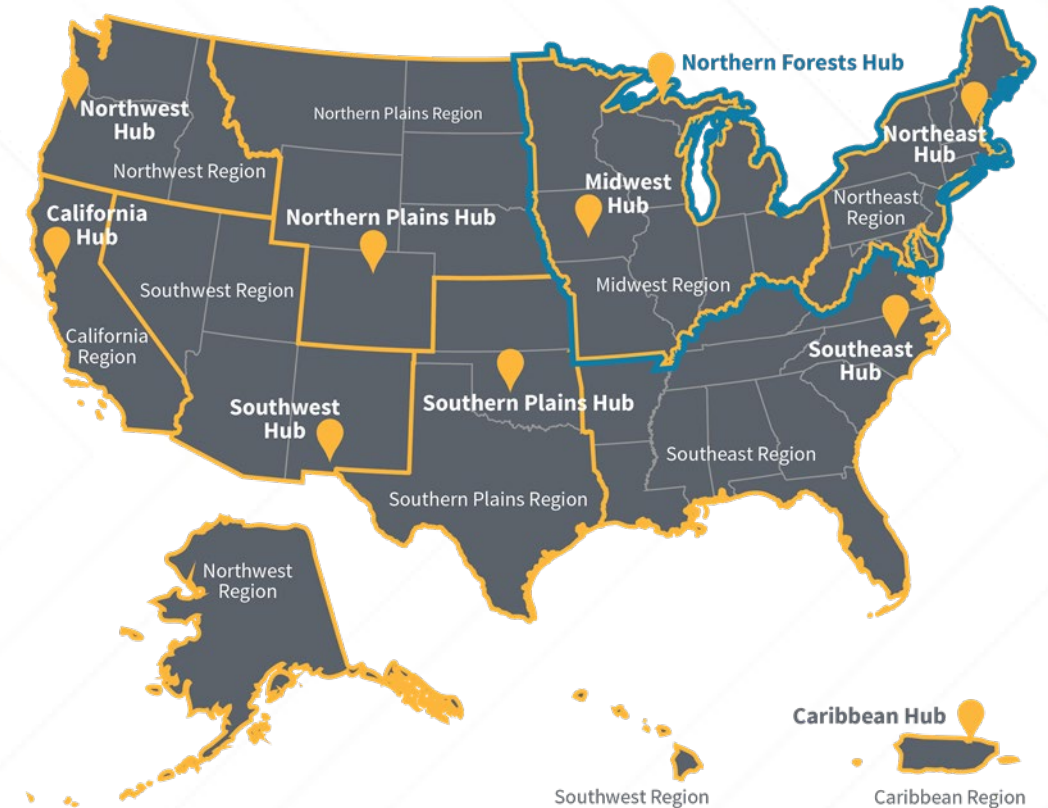 Northern Forests Hub
Northwest
Hub
Northern Plains Region
Northeast
Hub
Northwest Region
Midwest
Hub
Northeast
Region
California
Hub
Northern Plains Hub
Southwest Region
Midwest Region
California
Region
Southeast
Hub
Southwest
Hub
Southern Plains Hub
Southeast Region
Southern Plains Region
Northwest
Region
Caribbean Hub
Southwest Region
Caribbean Region